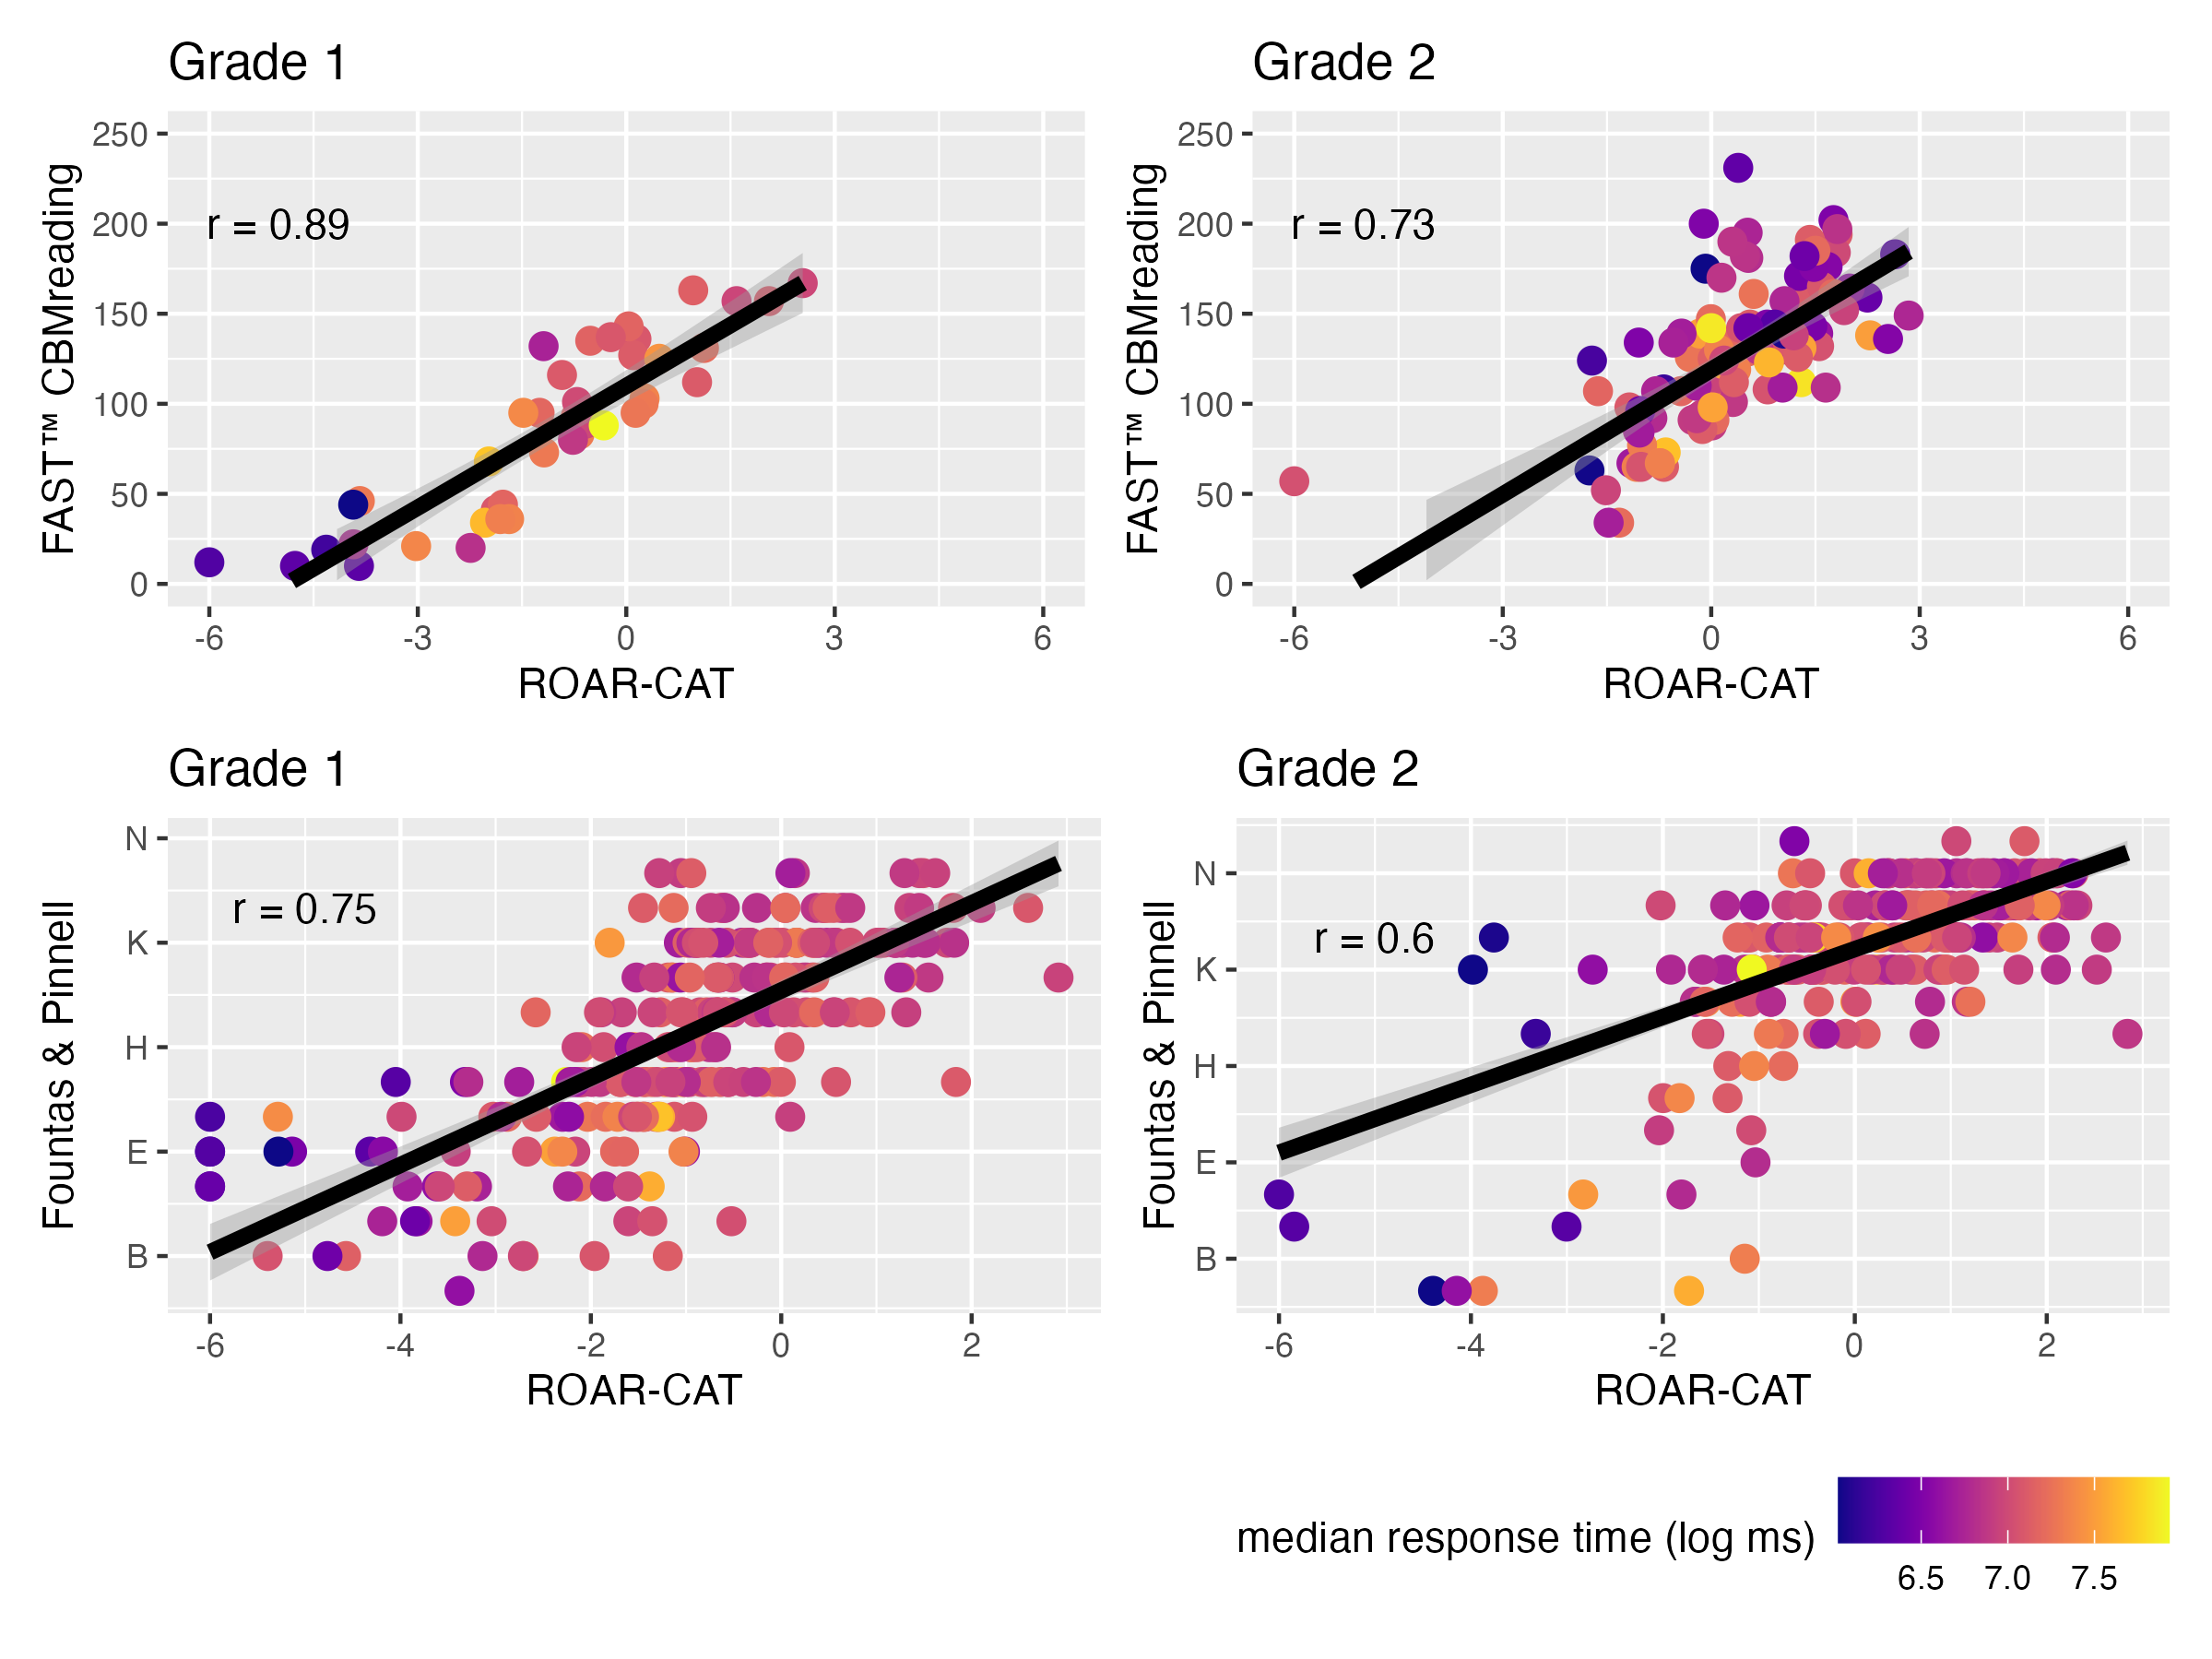 Grade 1
250
200
150
100
50
0
FAST™ CBMreading
r = 0.89
-6 -3 0 3 6
ROAR-CAT
Grade 2
250
200
150
100
50
0
FAST™ CBMreading
r = 0.73
-6 -3 0 3 6
ROAR-CAT
Grade 1
N
K
H
E
B
Fountas & Pinnell
r = 0.75
-6 -4 -2 0 2
ROAR-CAT
Grade 2
N
K
H
E
B
Fountas & Pinnell
r = 0.6
-6 -4 -2 0 2
ROAR-CAT
median response time (log ms)
6.5 7.0 7.5